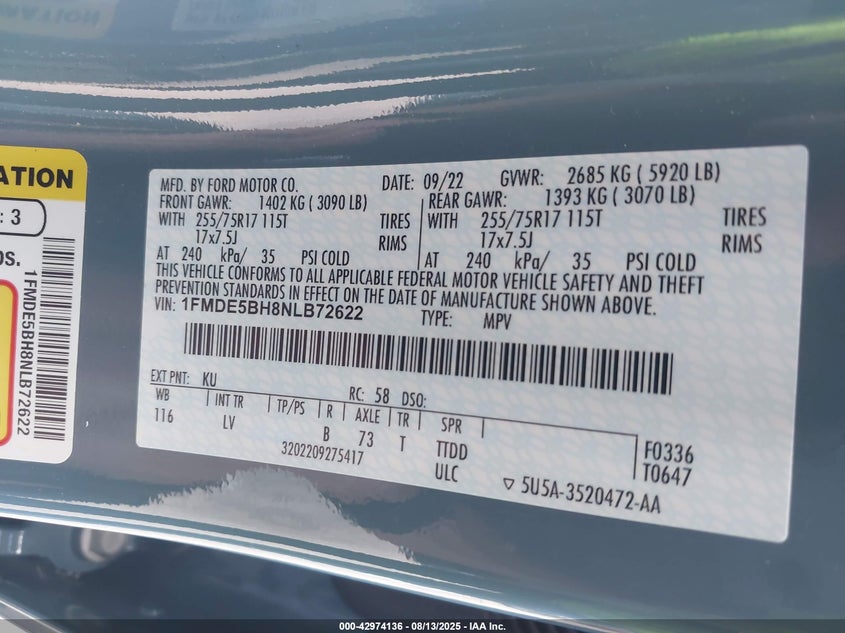 ATION
: 3
OS.
1FMDE5BH8NLB72622
MFD. BY FORD MOTOR CO.
DATE: 09/22 GVWR: 2685 KG ( 5920 LB)
FRONT GAWR: 1402 KG ( 3090 LB)
WITH 255/75R17 115T TIRES
17x7.5J RIMS
AT 240 kPa/ 35 PSI COLD
REAR GAWR: 1393 KG ( 3070 LB)
WITH 255/75R17 115T TIRES
17x7.5J RIMS
AT 240 kPa/ 35 PSI COLD
THIS VEHICLE CONFORMS TO ALL APPLICABLE FEDERAL MOTOR VEHICLE SAFETY AND THEFT
PREVENTION STANDARDS IN EFFECT ON THE DATE OF MANUFACTURE SHOWN ABOVE.
VIN: 1FMDE5BH8NLB72622
TYPE: MPV
EXT PNT: KU RC: 58 DSO:
WB INT TR TP/PS R AXLE TR SPR
116 LV B 73 T TTDD F0336
3202209275417 ULC T0647
▽ 5U5A-3520472-AA
000-42974136 - 08/13/2025 - IAA Inc.